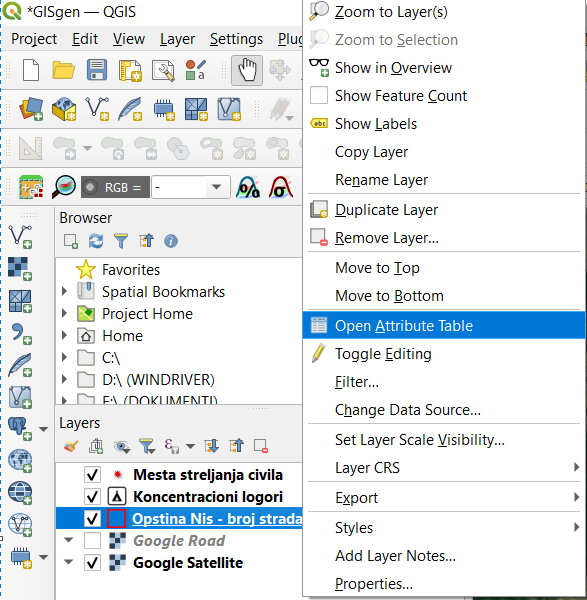 *GISgen — QGIS
Project Edit View Layer Settings Plug
RGB = -
Browser
Favorites
Spatial Bookmarks
Project Home
Home
C:\
D:\ (WINDRIVER)
E:\ (DOKUMENTI)
Layers
Mesta streljanja civila
Koncentracioni logori
Opstina Nis - broj strada
Google Road
Google Satellite
Zoom to Layer(s)
Zoom to Selection
Show in Overview
Show Feature Count
abc Show Labels
Copy Layer
Rename Layer
Duplicate Layer
Remove Layer...
Move to Top
Move to Bottom
Open Attribute Table
Toggle Editing
Filter...
Change Data Source...
Set Layer Scale Visibility...
Layer CRS
Export
Styles
Add Layer Notes...
Properties...